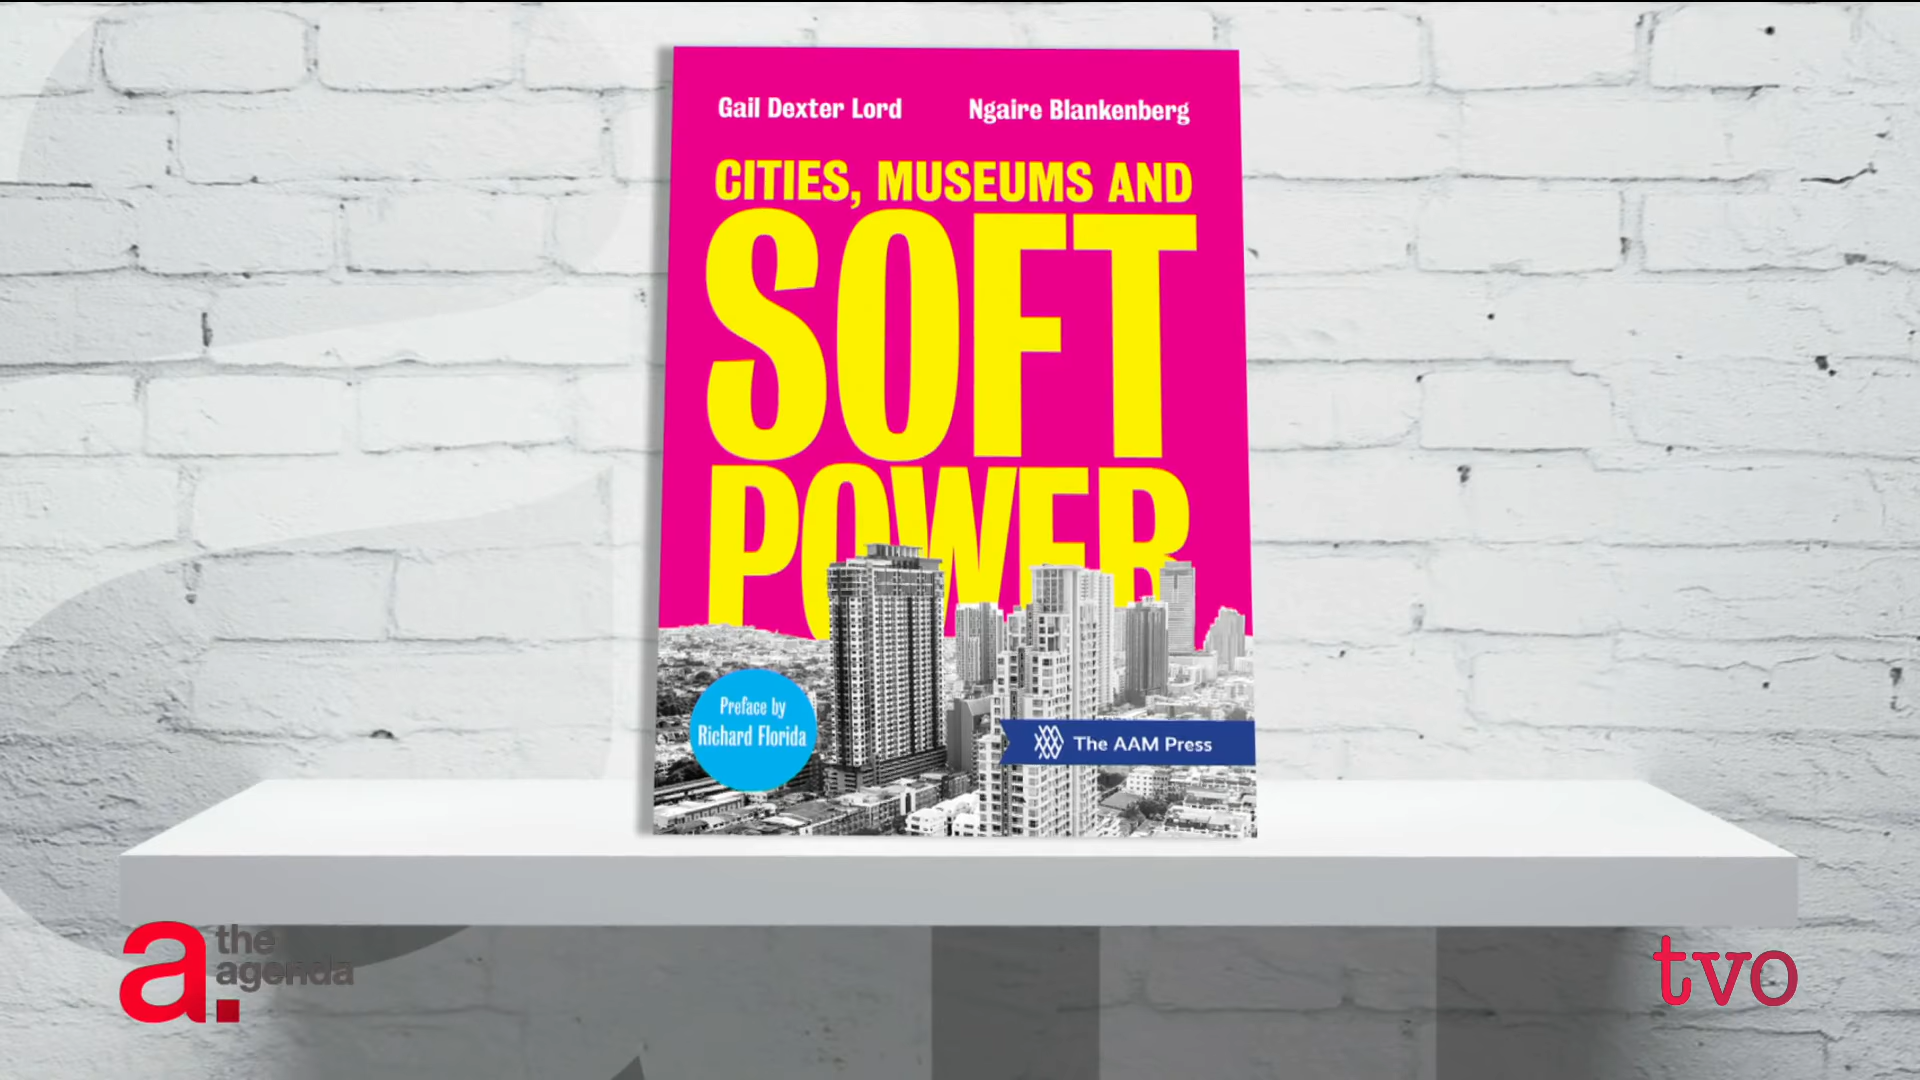 Gail Dexter Lord Ngaire Blankenberg
CITIES, MUSEUMS AND
SOFT
POWER
Preface by
Richard Florida
The AAM Press
a. the
agenda
tvo